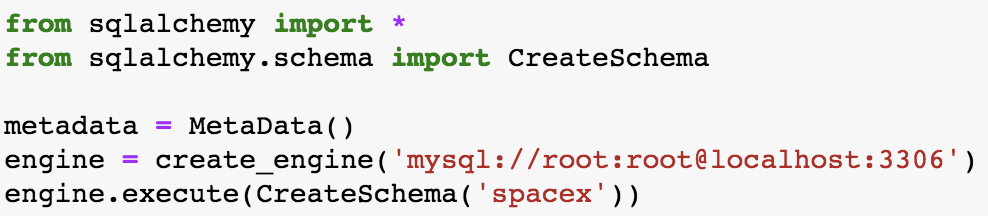 from sqlalchemy import *
from sqlalchemy.schema import CreateSchema
metadata = MetaData()
engine = create_engine('mysql://root:root@localhost:3306')
engine.execute(CreateSchema('spacex'))